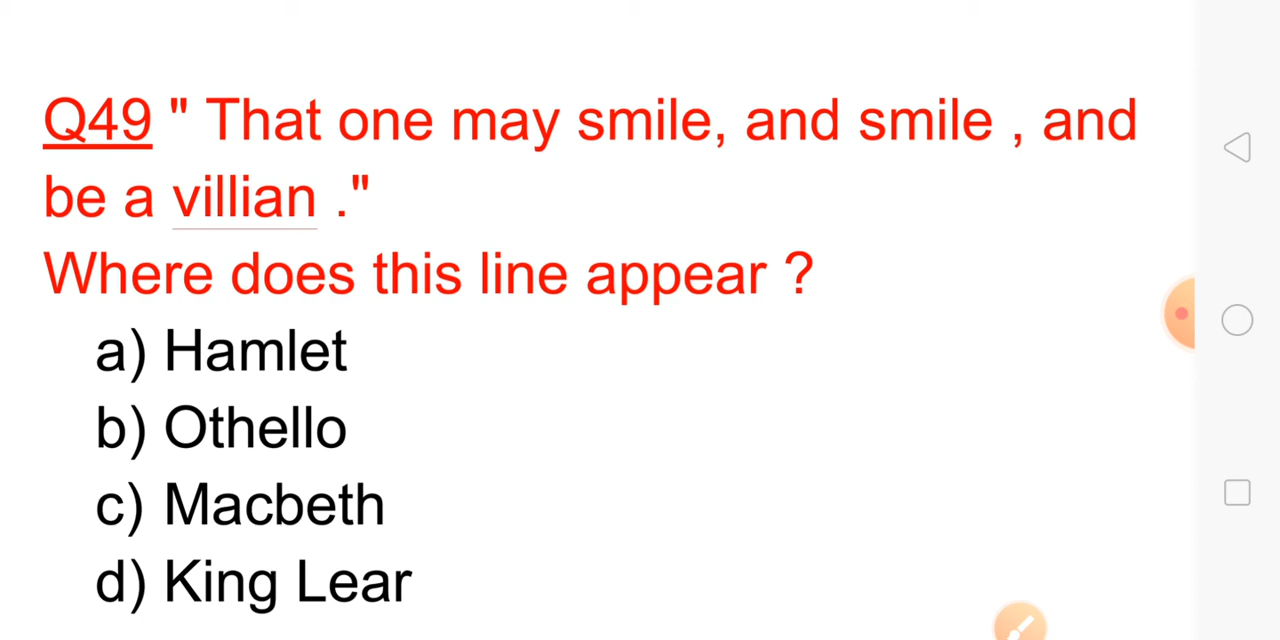 Q49 " That one may smile, and smile , and
be a villian ."
Where does this line appear ?
a) Hamlet
b) Othello
c) Macbeth
d) King Lear